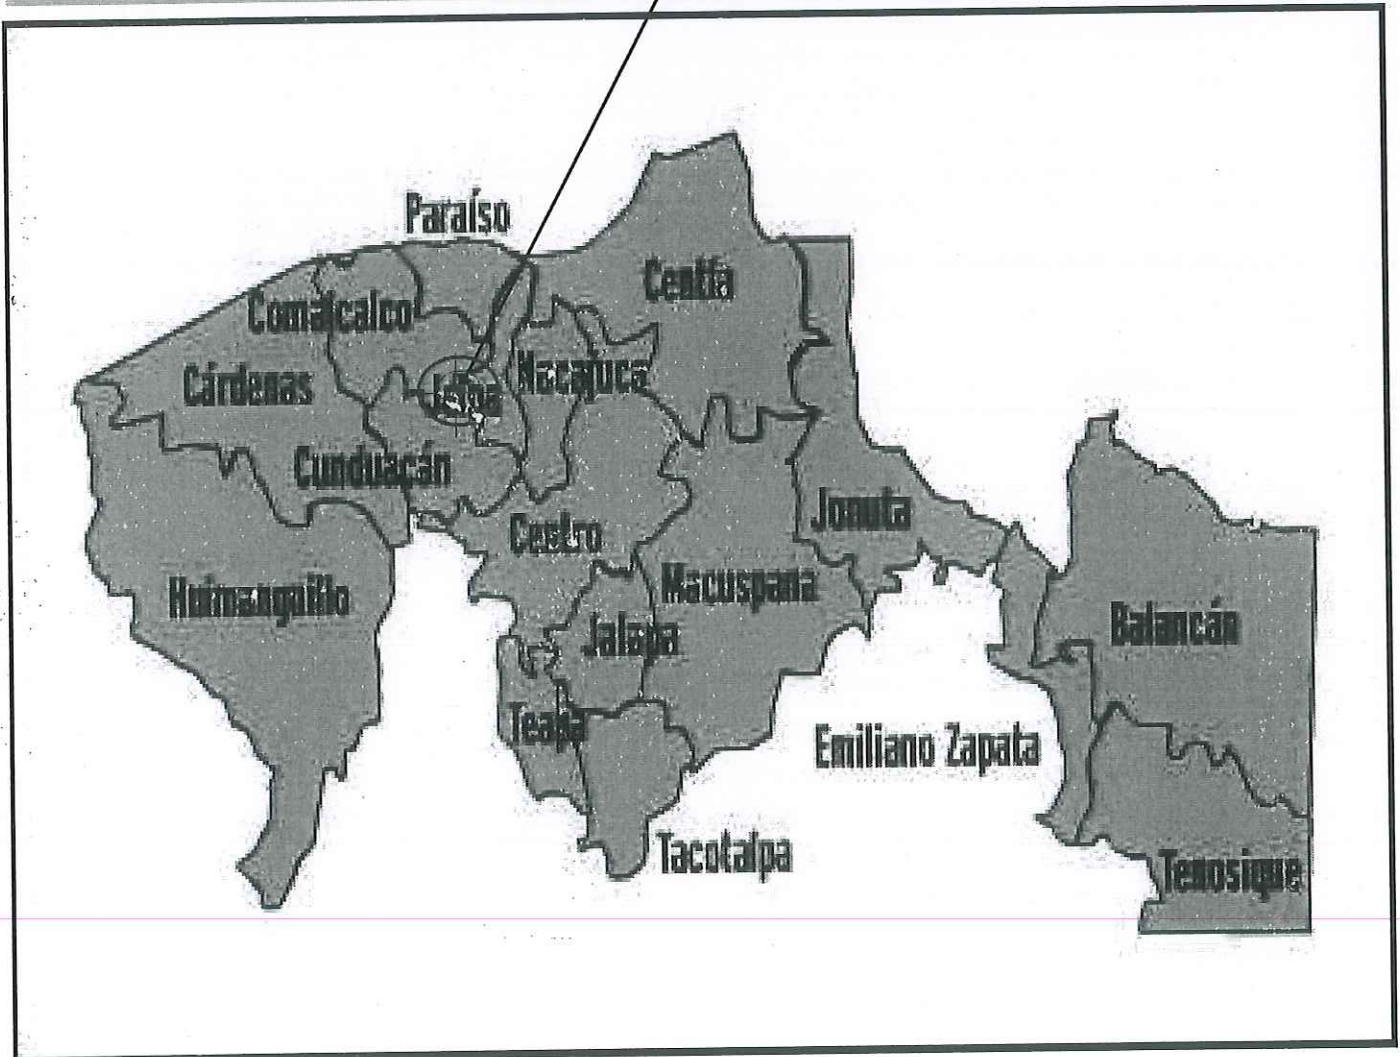 Paraíso
Centla
Comalcalco
Nacajuca
Cárdenas
Cunduacán
Jonuta
Centro
Macuspana
Huimanguillo
Balancán
Jalapa
Teapa
Emiliano Zapata
Tacotalpa
Tenosique